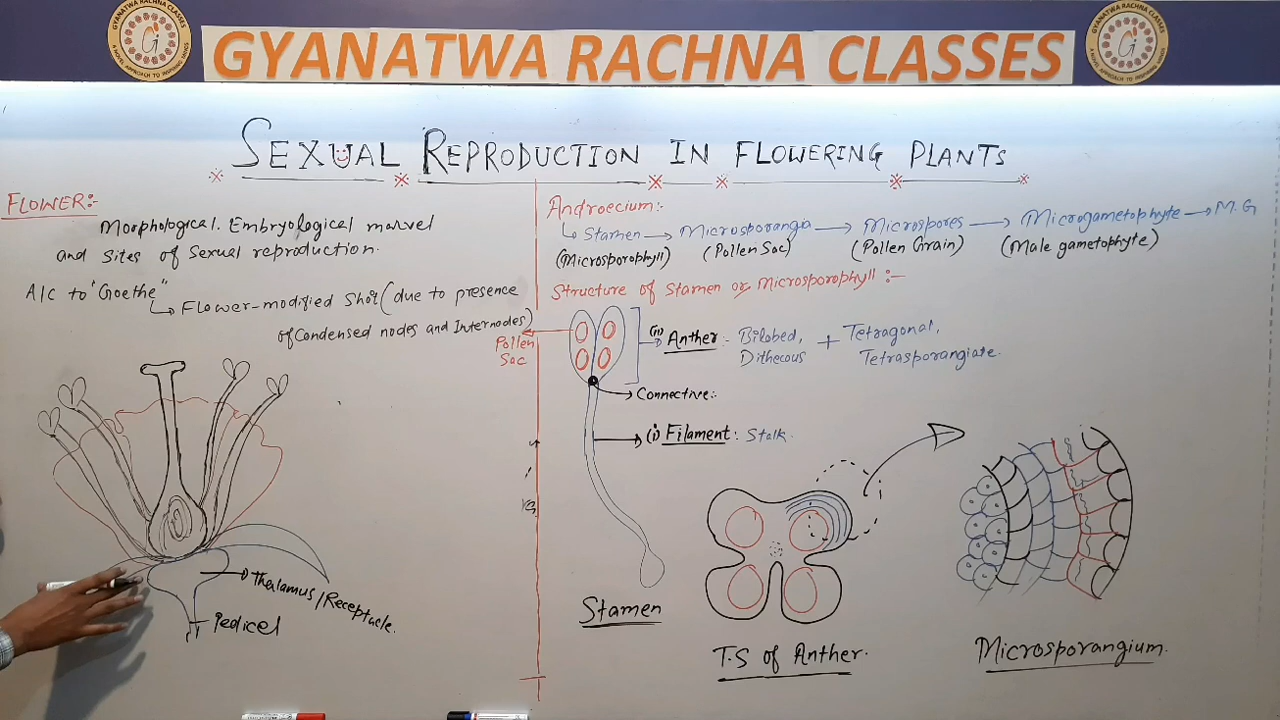 GYANATWA RACHNA CLASSES
SEXUAL REPRODUCTION IN FLOWERING PLANTS
FLOWER:-
Morphological. Embryological marvel
and sites of sexual reproduction.
A/C to "Goethe"
Flower-modified Shot (due to presence
of Condensed nodes and Internodes)
Thalamus/Receptacle.
Pedicel
Androecium:-
Stamen → Microsporangia → Microspores → Microgametophyte → M.G
(Microsporophyll) (Pollen Sac) (Pollen Grain) (Male gametophyte)
Structure of Stamen or Microsporophyll :-
Pollen
Sac
(ii) Anther: Bilobed, + Tetragonal,
Dithecous Tetrasporangiate.
Connective:-
(i) Filament: Stalk.
Stamen
T.S of Anther.
Microsporangium.